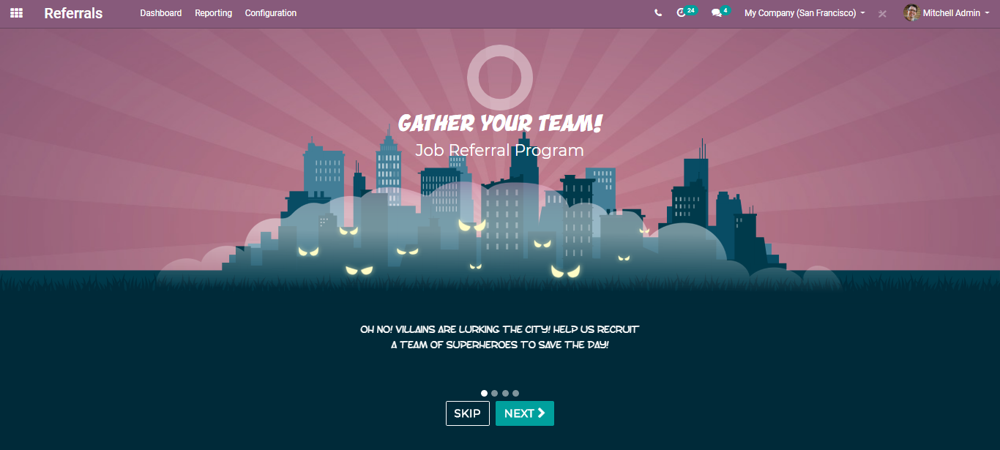 Referrals
Dashboard Reporting Configuration
24
4
My Company (San Francisco)
Mitchell Admin
GATHER YOUR TEAM!
Job Referral Program
OH NO! VILLAINS ARE LURKING THE CITY! HELP US RECRUIT
A TEAM OF SUPERHEROES TO SAVE THE DAY!
SKIP
NEXT